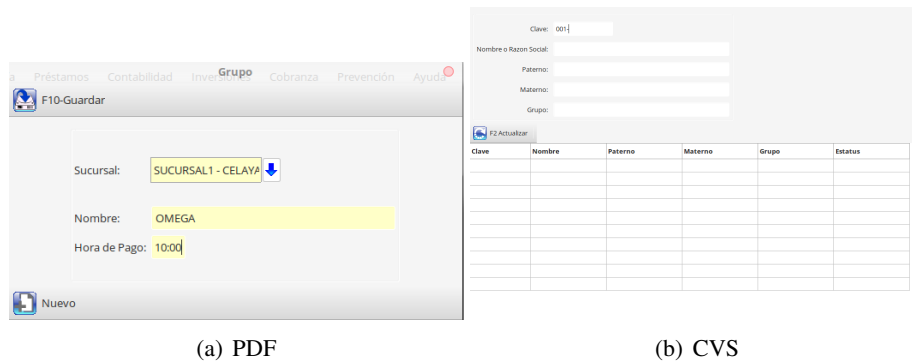 Grupo
a Préstamos Contabilidad Inversiones Cobranza Prevención Ayuda
F10-Guardar
Sucursal: SUCURSAL1 - CELAYA
Nombre: OMEGA
Hora de Pago: 10:00
Nuevo
(a) PDF
Clave: 001-
Nombre o Razon Social:
Paterno:
Materno:
Grupo:
F2 Actualizar
Clave Nombre Paterno Materno Grupo Estatus
(b) CVS